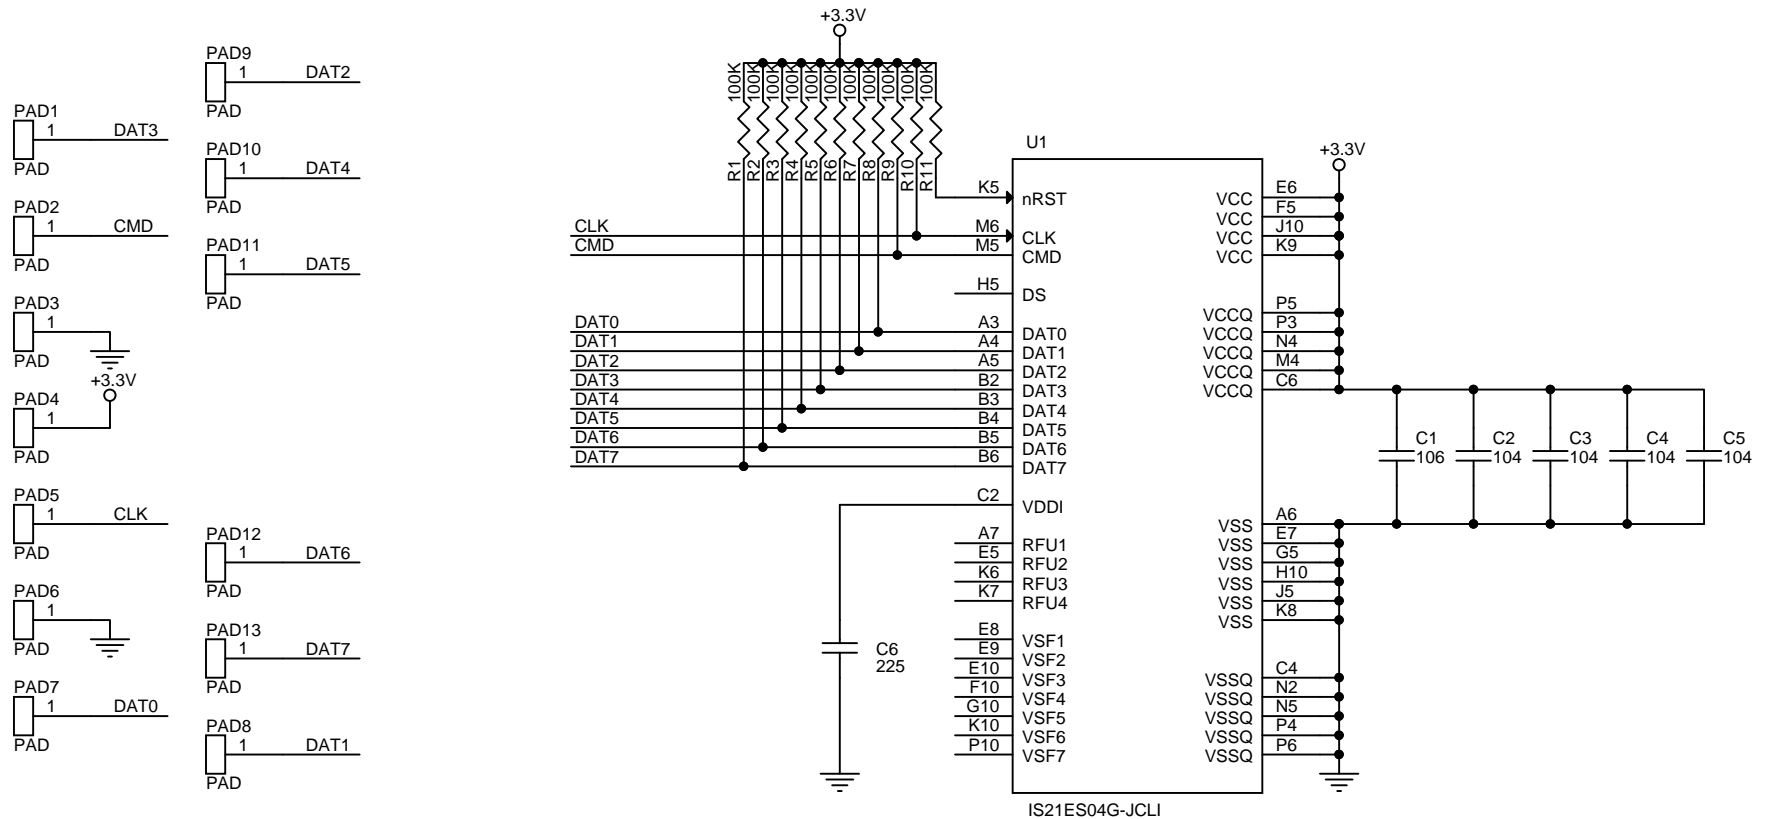 PAD9
1 DAT2
PAD
PAD1
1 DAT3
PAD
PAD10
1 DAT4
PAD
PAD2
1 CMD
PAD
PAD11
1 DAT5
PAD
PAD3
1
PAD
+3.3V
PAD4
1
PAD
PAD5
1 CLK
PAD
PAD12
1 DAT6
PAD
PAD6
1
PAD
PAD13
1 DAT7
PAD
PAD7
1 DAT0
PAD
PAD8
1 DAT1
PAD
+3.3V
100K
100K
100K
100K
100K
100K
100K
100K
100K
100K
100K
R1
R2
R3
R4
R5
R6
R7
R8
R9
R10
R11
CLK
CMD
DAT0
DAT1
DAT2
DAT3
DAT4
DAT5
DAT6
DAT7
C6
225
U1
K5 nRST
M6 CLK
M5 CMD
H5 DS
A3 DAT0
A4 DAT1
A5 DAT2
B2 DAT3
B3 DAT4
B4 DAT5
B5 DAT6
B6 DAT7
C2 VDDI
A7 RFU1
E5 RFU2
K6 RFU3
K7 RFU4
E8 VSF1
E9 VSF2
E10 VSF3
F10 VSF4
G10 VSF5
K10 VSF6
P10 VSF7
+3.3V
VCC E6
VCC F5
VCC J10
VCC K9
VCCQ P5
VCCQ P3
VCCQ N4
VCCQ M4
VCCQ C6
VSS A6
VSS E7
VSS G5
VSS H10
VSS J5
VSS K8
VSSQ C4
VSSQ N2
VSSQ N5
VSSQ P4
VSSQ P6
IS21ES04G-JCLI
C1
106
C2
104
C3
104
C4
104
C5
104